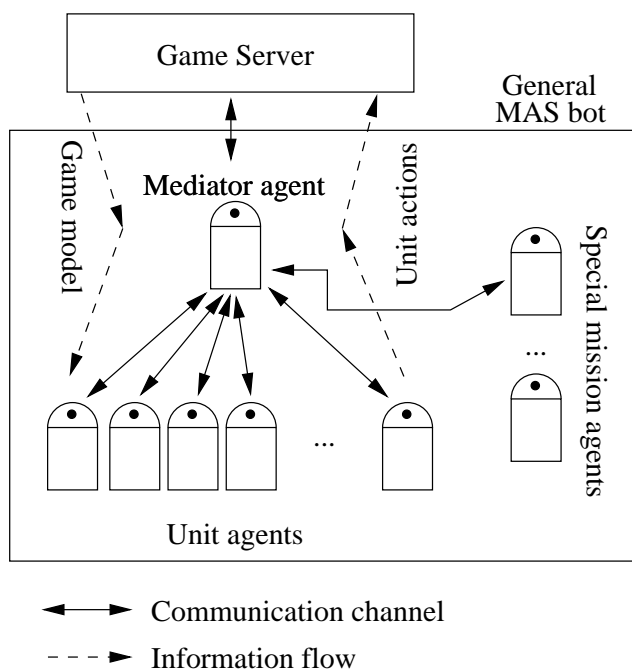 Game Server
General
MAS bot
Game model
Mediator agent
Unit actions
Special mission agents
...
...
Unit agents
Communication channel
Information flow